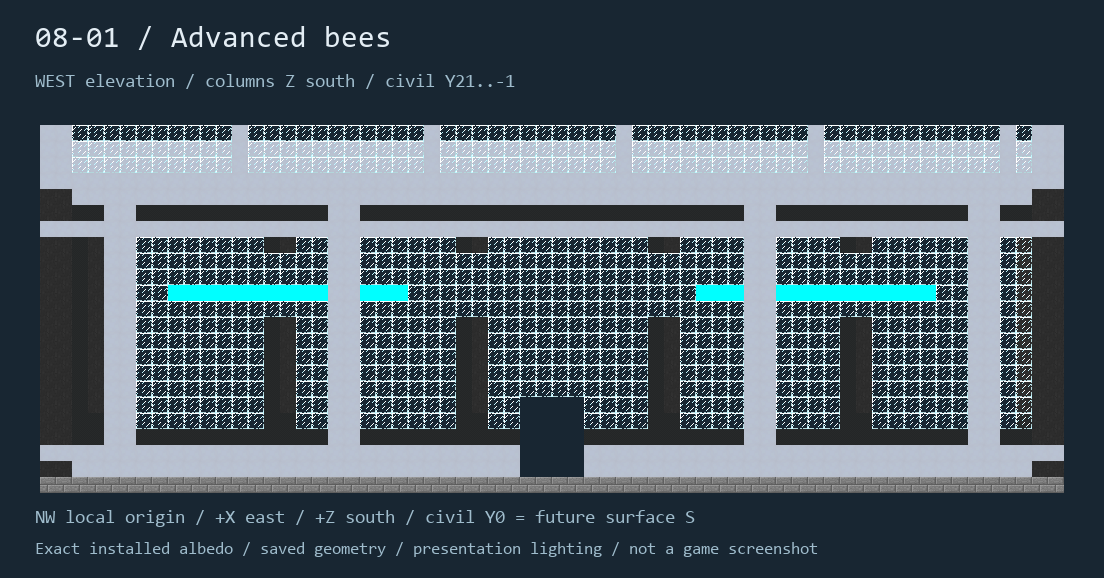 08-01 / Advanced bees
WEST elevation / columns Z south / civil Y21..-1
NW local origin / +X east / +Z south / civil Y0 = future surface S
Exact installed albedo / saved geometry / presentation lighting / not a game screenshot